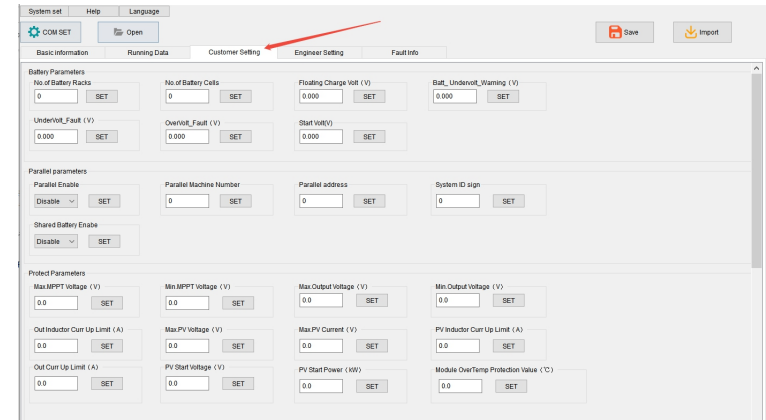 System set Help Language
COM SET Open Save Import
Basic information Running Data Customer Setting Engineer Setting Fault Info
Battery Parameters
No.of Battery Racks No.of Battery Cells Floating Charge Volt (V) Batt_ Undervolt_Warning (V)
0 SET 0 SET 0.000 SET 0.000 SET
UnderVolt_Fault (V) OverVolt_Fault (V) Start Volt(V)
0.000 SET 0.000 SET 0.000 SET
Parallel parameters
Parallel Enable Parallel Machine Number Parallel address System ID sign
Disable SET 0 SET 0 SET 0 SET
Shared Battery Enabe
Disable SET
Protect Parameters
Max.MPPT Voltage (V) Min.MPPT Voltage (V) Max.Output Voltage (V) Min.Output Voltage (V)
0.0 SET 0.0 SET 0.0 SET 0.0 SET
Out Inductor Curr Up Limit (A) Max.PV Voltage (V) Max.PV Current (V) PV Inductor Curr Up Limit (A)
0.0 SET 0.0 SET 0.0 SET 0.0 SET
Out Curr Up Limit (A) PV Start Voltage (V) PV Start Power (kW) Module OverTemp Protection Value (℃)
0.0 SET 0.0 SET 0.0 SET 0.0 SET